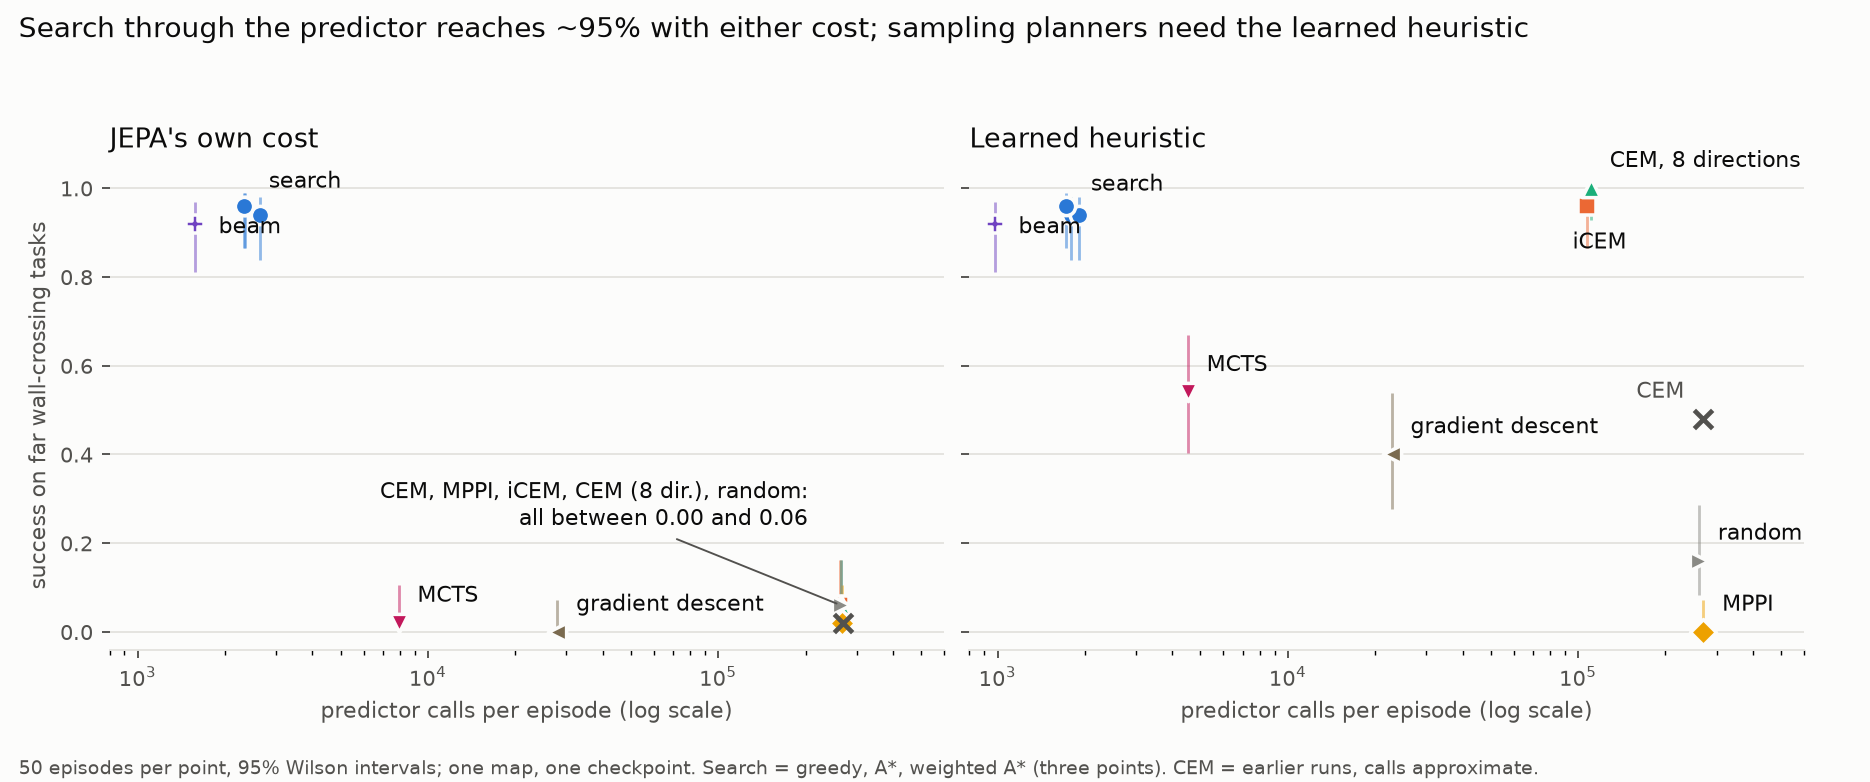 Search through the predictor reaches ~95% with either cost; sampling planners need the learned heuristic
JEPA's own cost
Learned heuristic
success on far wall-crossing tasks
1.0
0.8
0.6
0.4
0.2
0.0
search
beam
CEM, MPPI, iCEM, CEM (8 dir.), random:
all between 0.00 and 0.06
MCTS
gradient descent
10³
10⁴
10⁵
predictor calls per episode (log scale)
CEM, 8 directions
search
beam
iCEM
MCTS
CEM
gradient descent
random
MPPI
10³
10⁴
10⁵
predictor calls per episode (log scale)
50 episodes per point, 95% Wilson intervals; one map, one checkpoint. Search = greedy, A*, weighted A* (three points). CEM = earlier runs, calls approximate.